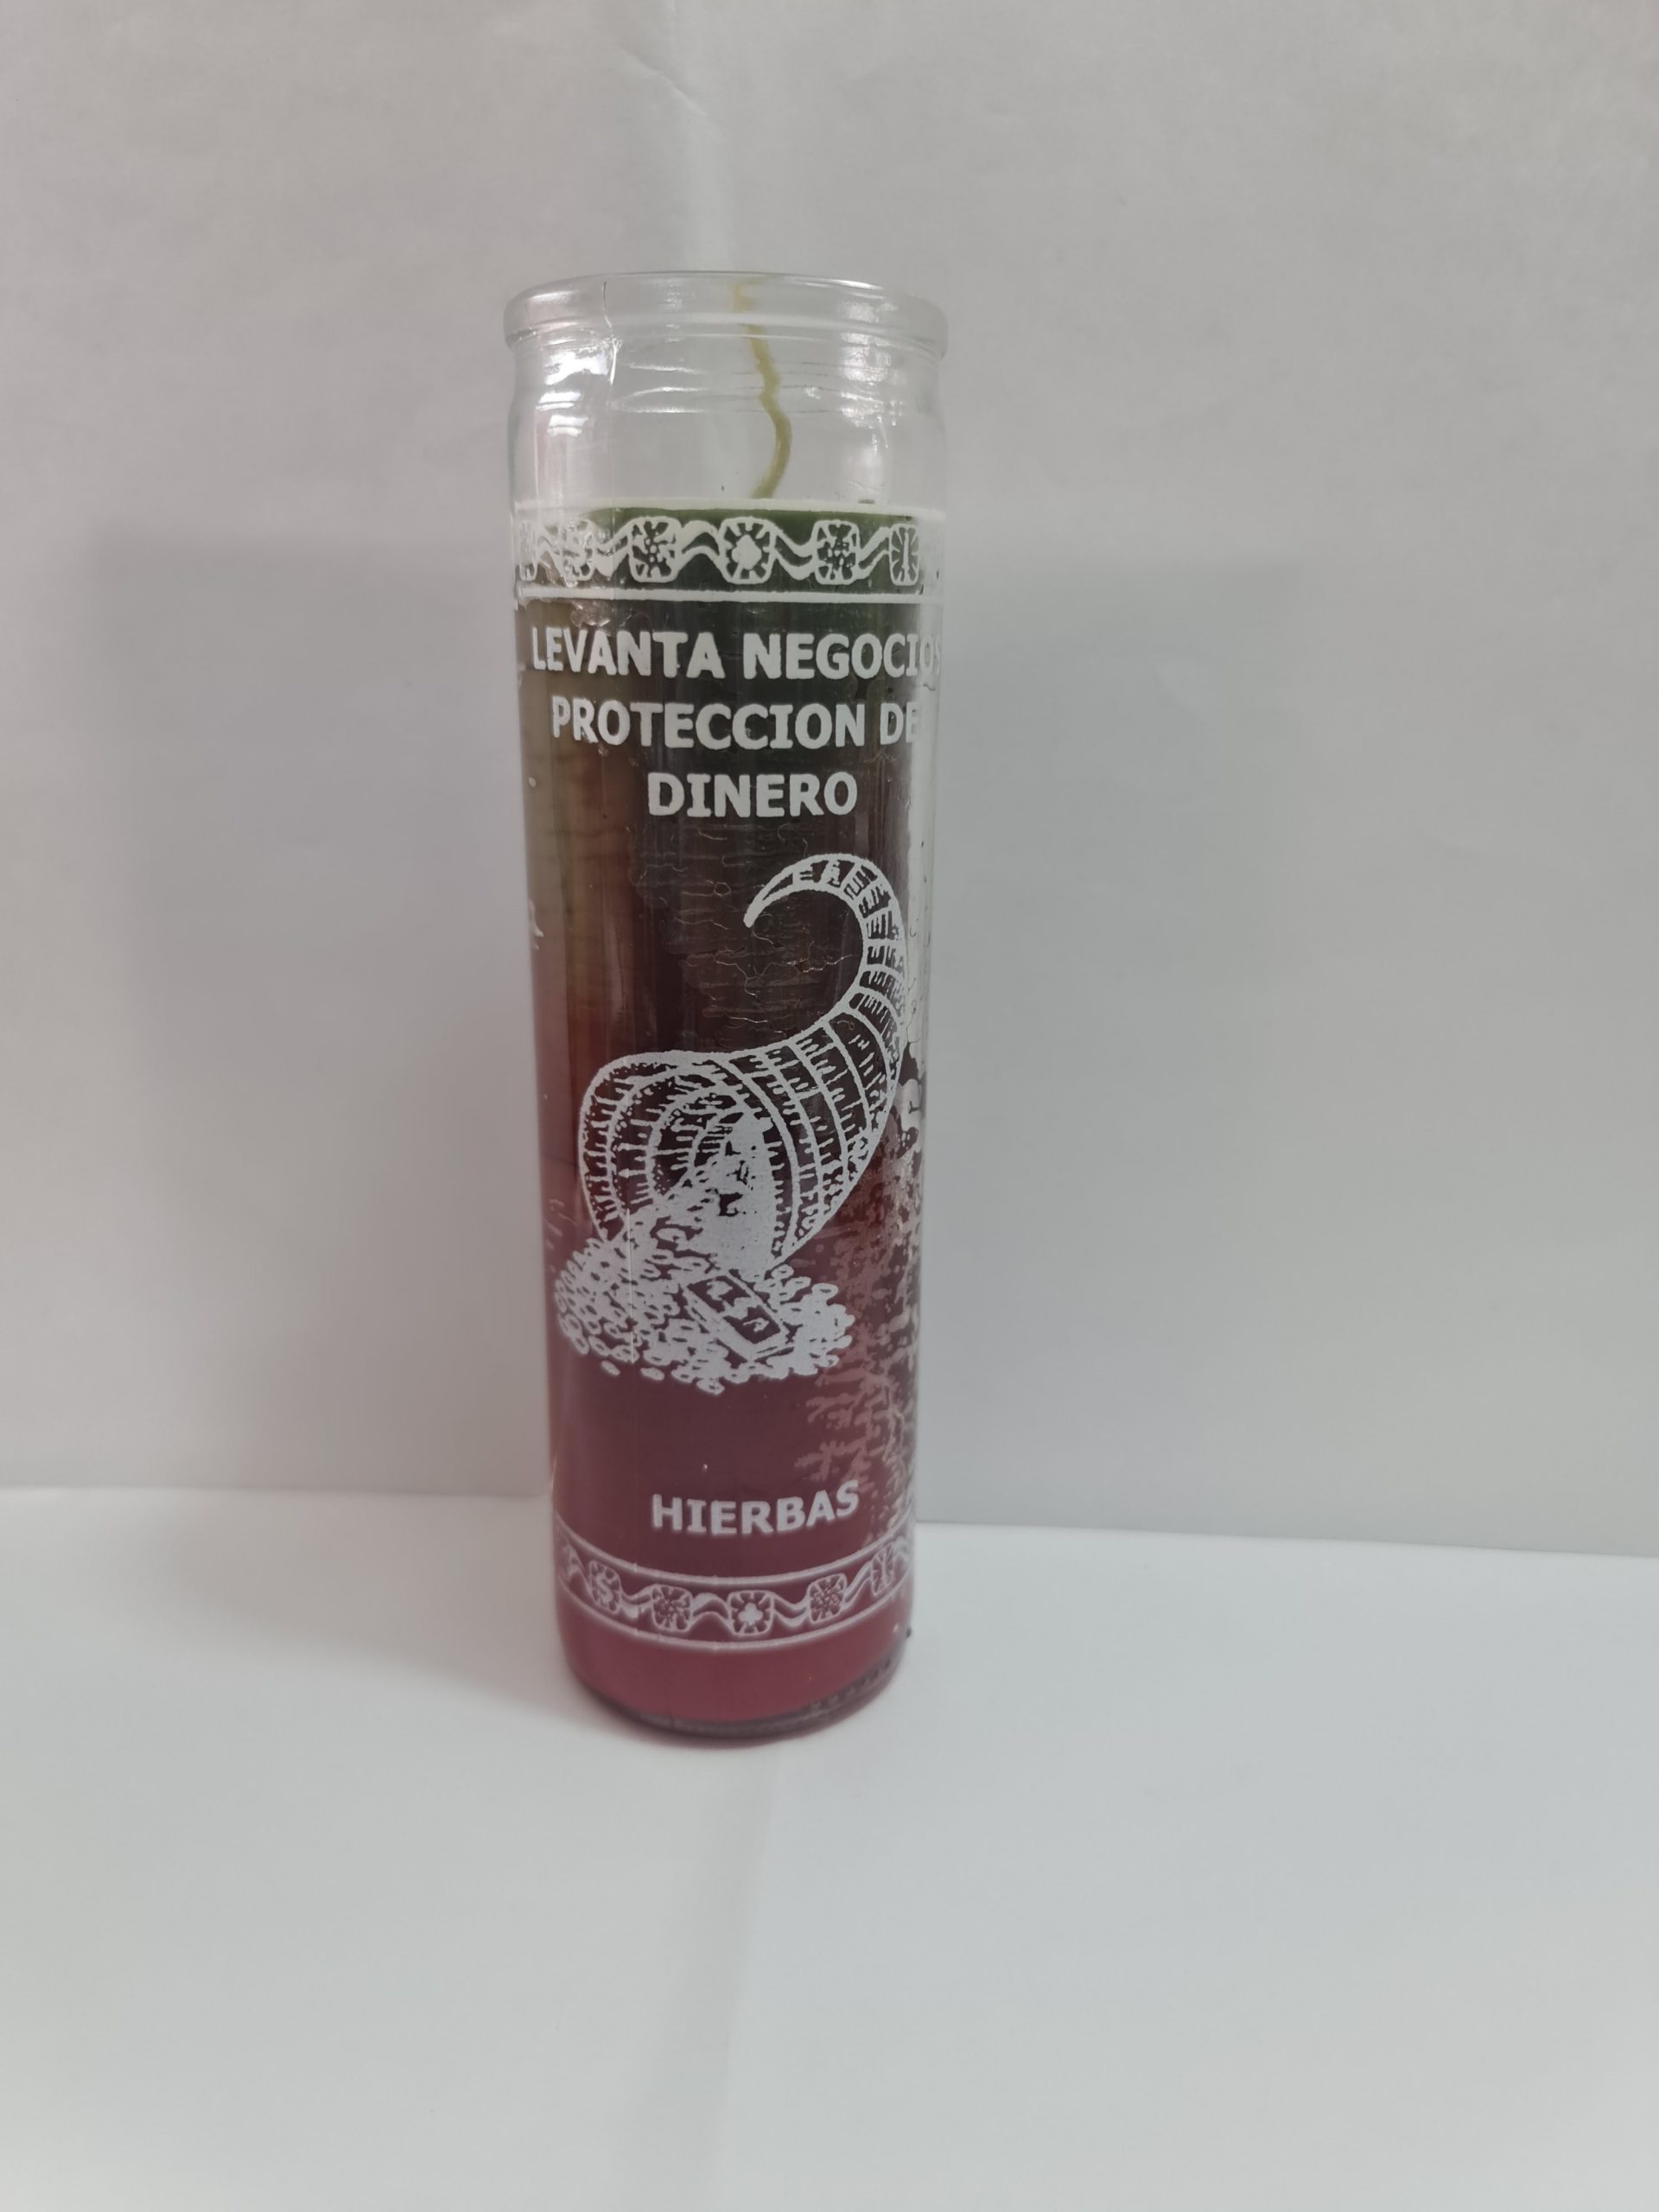 LEVANTA NEGOCIOS
PROTECCION DE
DINERO
HIERBAS